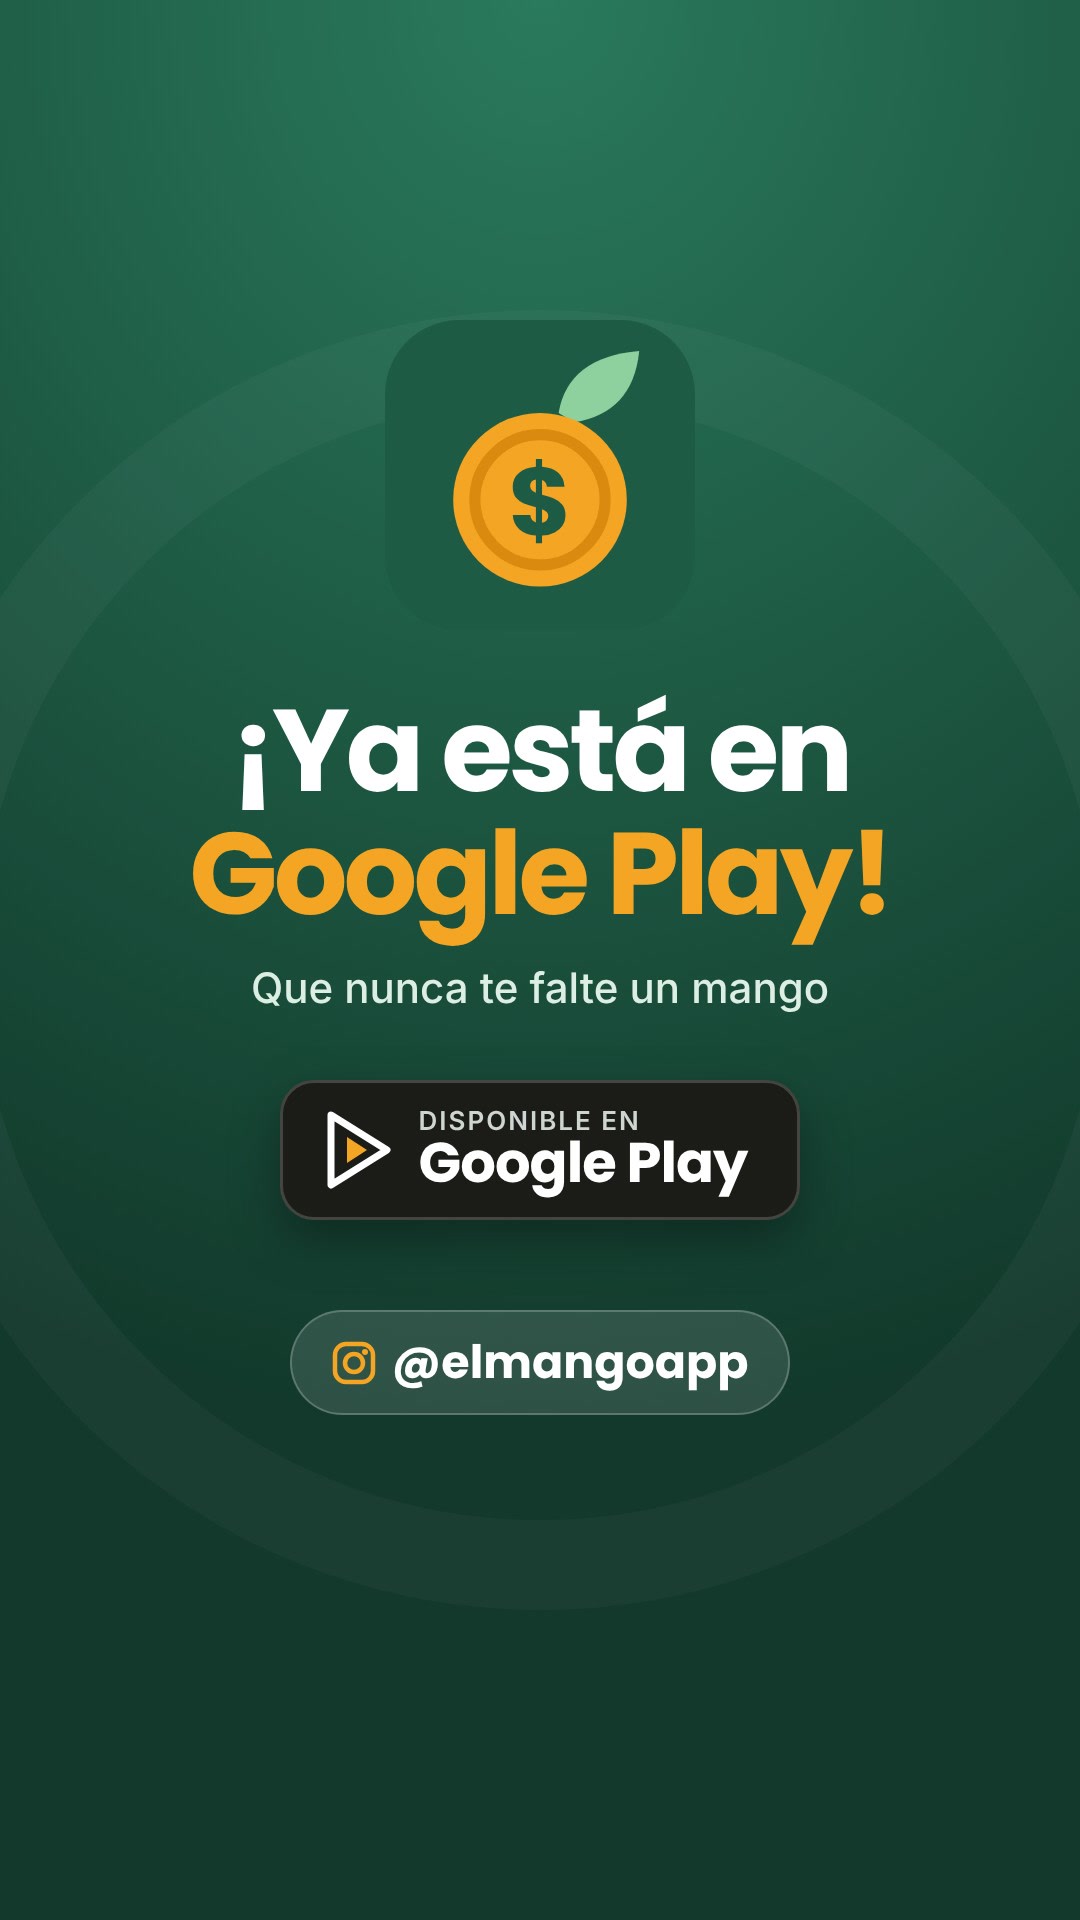 $
¡Ya está en
Google Play!
Que nunca te falte un mango
DISPONIBLE EN
Google Play
@elmangoapp